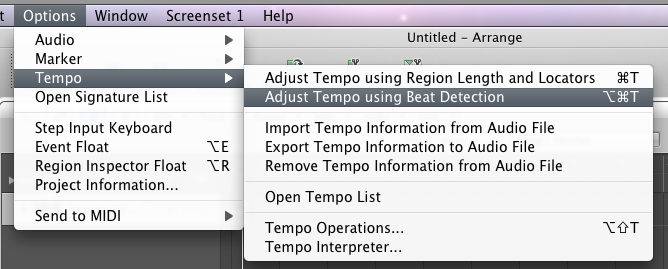 Options Window Screenset 1 Help
Untitled – Arrange
Audio
Marker
Tempo
Open Signature List
Step Input Keyboard
Event Float ⌥E
Region Inspector Float ⌥R
Project Information...
Send to MIDI
Adjust Tempo using Region Length and Locators ⌘T
Adjust Tempo using Beat Detection ⌥⌘T
Import Tempo Information from Audio File
Export Tempo Information to Audio File
Remove Tempo Information from Audio File
Open Tempo List
Tempo Operations... ⌥⇧T
Tempo Interpreter...